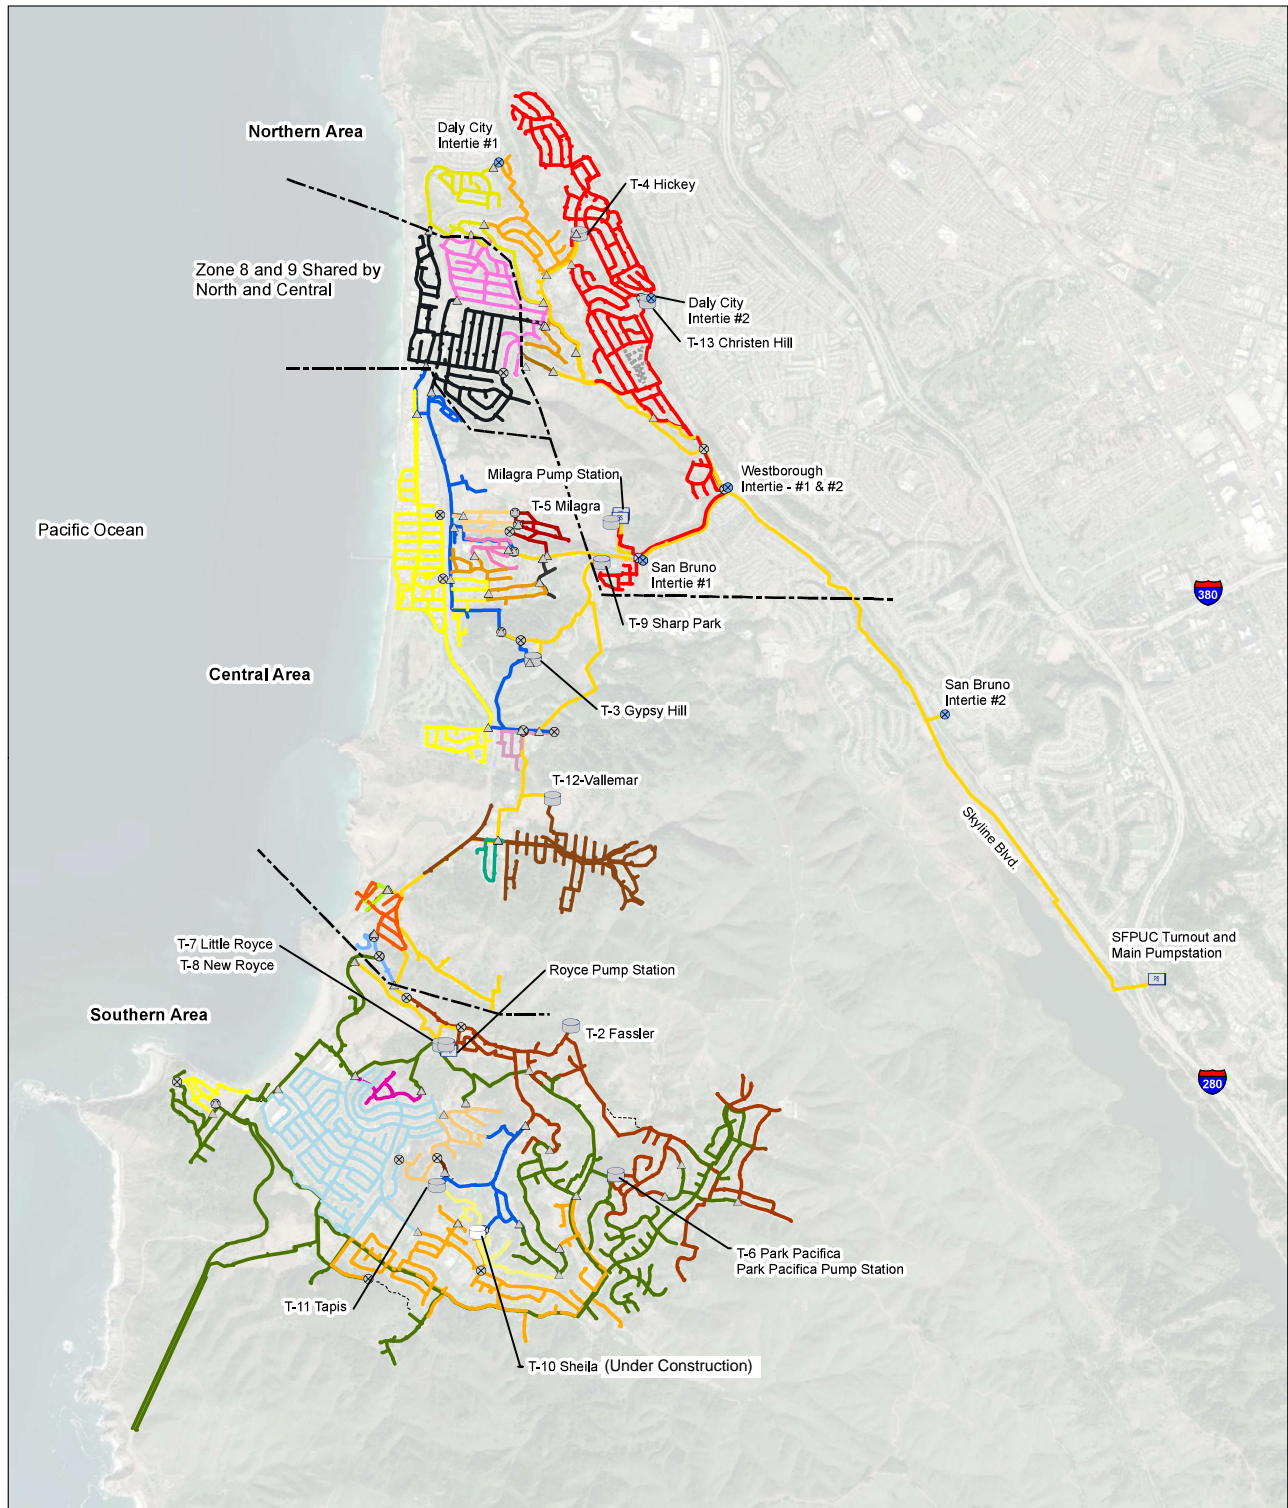 Northern Area
Daly City
Intertie #1
T-4 Hickey
Zone 8 and 9 Shared by
North and Central
Daly City
Intertie #2
T-13 Christen Hill
Milagra Pump Station
Westborough
Intertie - #1 & #2
T-5 Milagra
Pacific Ocean
PS
San Bruno
Intertie #1
380
T-9 Sharp Park
Central Area
San Bruno
Intertie #2
T-3 Gypsy Hill
T-12-Vallemar
Skyline Blvd.
T-7 Little Royce
T-8 New Royce
SFPUC Turnout and
Main Pumpstation
PS
Royce Pump Station
Southern Area
T-2 Fassler
280
T-6 Park Pacifica
Park Pacifica Pump Station
T-11 Tapis
T-10 Sheila (Under Construction)